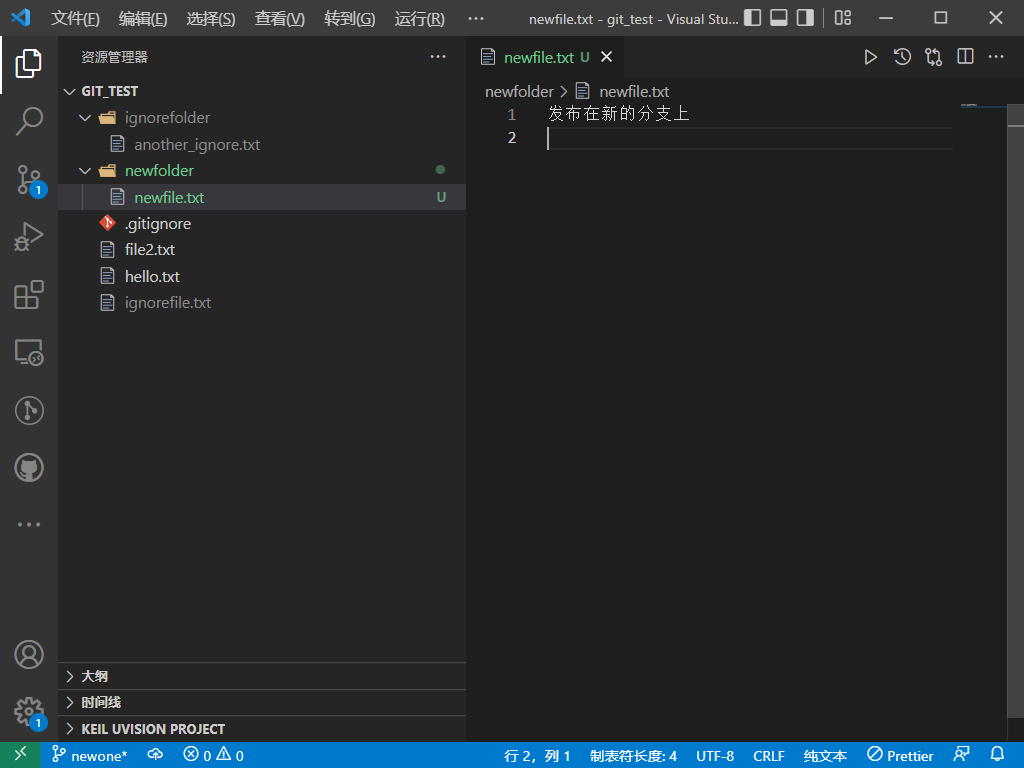 文件(F) 编辑(E) 选择(S) 查看(V) 转到(G) 运行(R) ··· newfile.txt - git_test - Visual Stu...
资源管理器 ···
GIT_TEST
ignorefolder
another_ignore.txt
newfolder
newfile.txt U
.gitignore
file2.txt
hello.txt
ignorefile.txt
大纲
时间线
KEIL UVISION PROJECT
newfile.txt U
newfolder > newfile.txt
1 发布在新的分支上
2
1
1
newone* 0 0 行 2，列 1 制表符长度: 4 UTF-8 CRLF 纯文本 Prettier